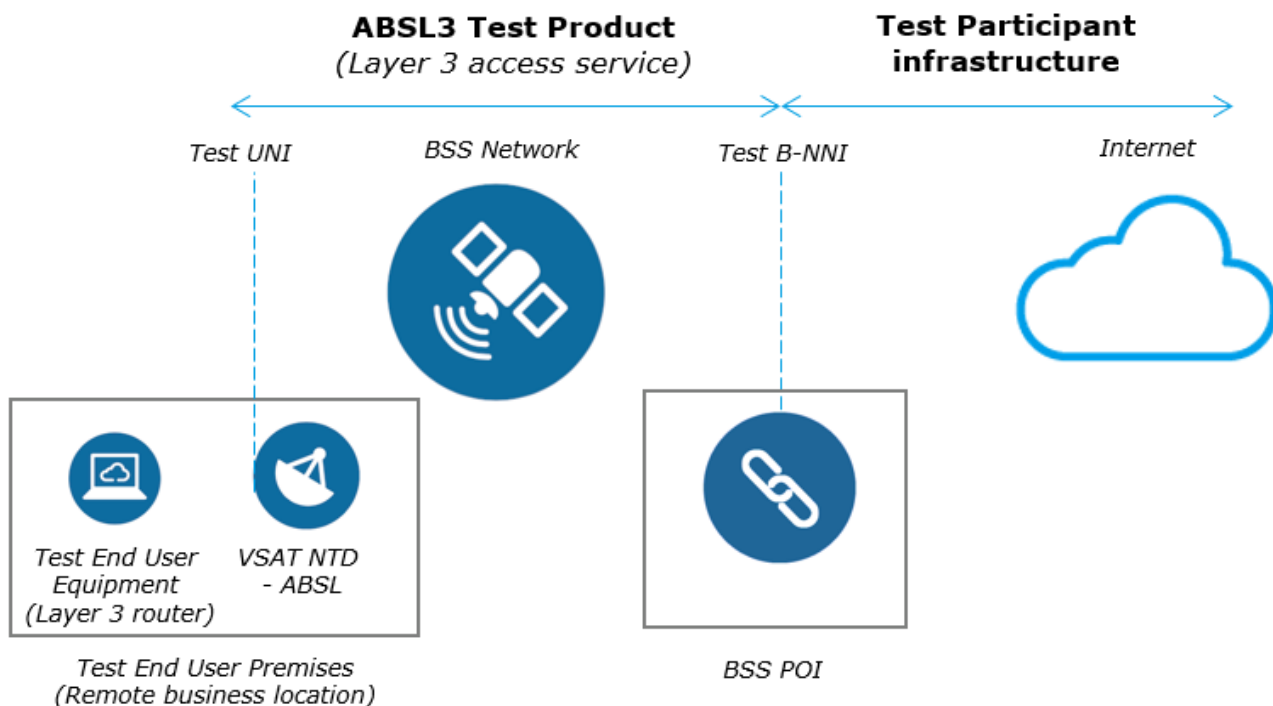 ABSL3 Test Product
(Layer 3 access service)
Test Participant
infrastructure
Test UNI
BSS Network
Test B-NNI
Internet
Test End User
Equipment
(Layer 3 router)
VSAT NTD
- ABSL
Test End User Premises
(Remote business location)
BSS POI